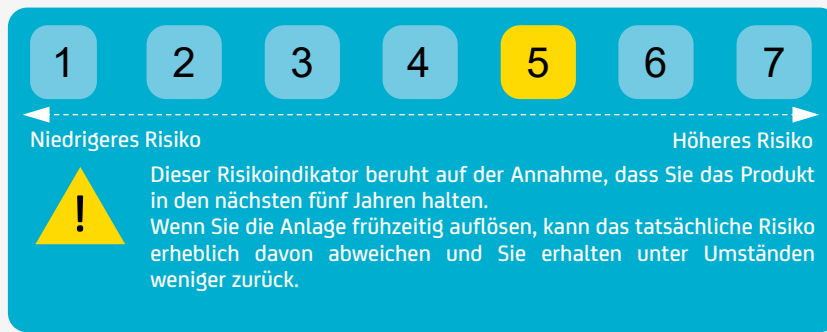 1 2 3 4 5 6 7
Niedrigeres Risiko Höheres Risiko
!
Dieser Risikoindikator beruht auf der Annahme, dass Sie das Produkt
in den nächsten fünf Jahren halten.
Wenn Sie die Anlage frühzeitig auflösen, kann das tatsächliche Risiko
erheblich davon abweichen und Sie erhalten unter Umständen
weniger zurück.